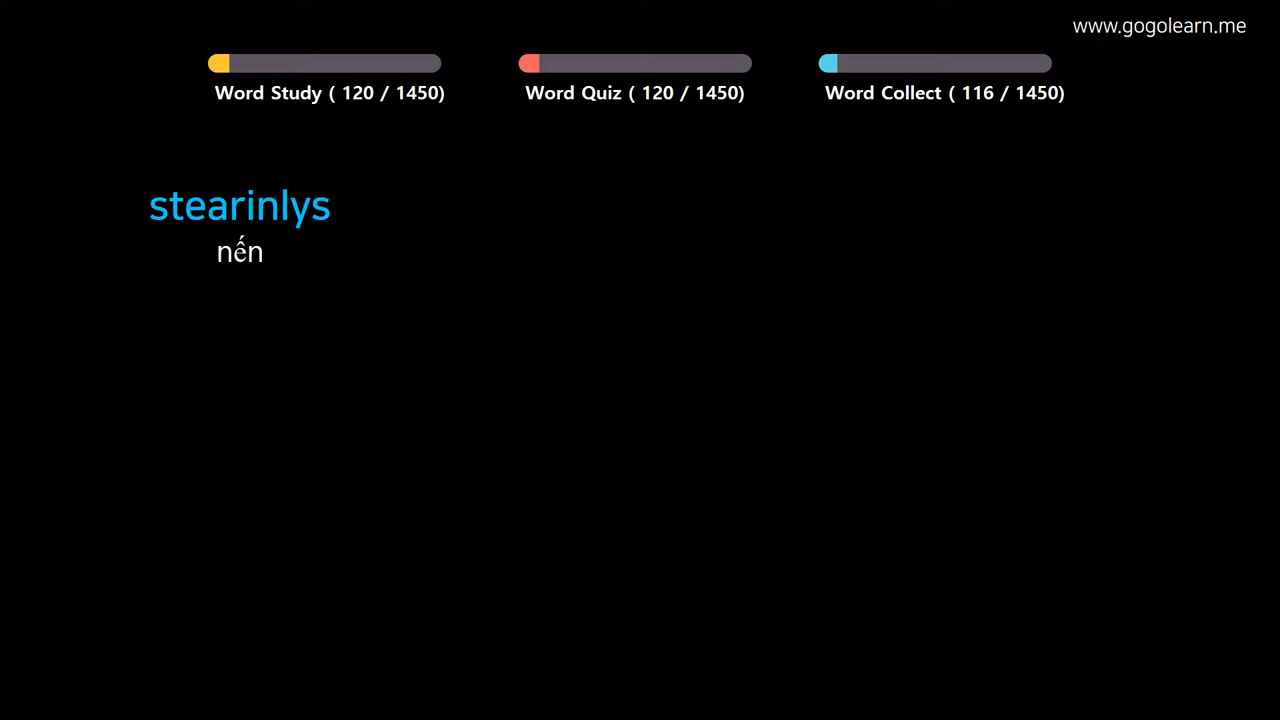 www.gogolearn.me
Word Study ( 120 / 1450)
Word Quiz ( 120 / 1450)
Word Collect ( 116 / 1450)
stearinlys
nến